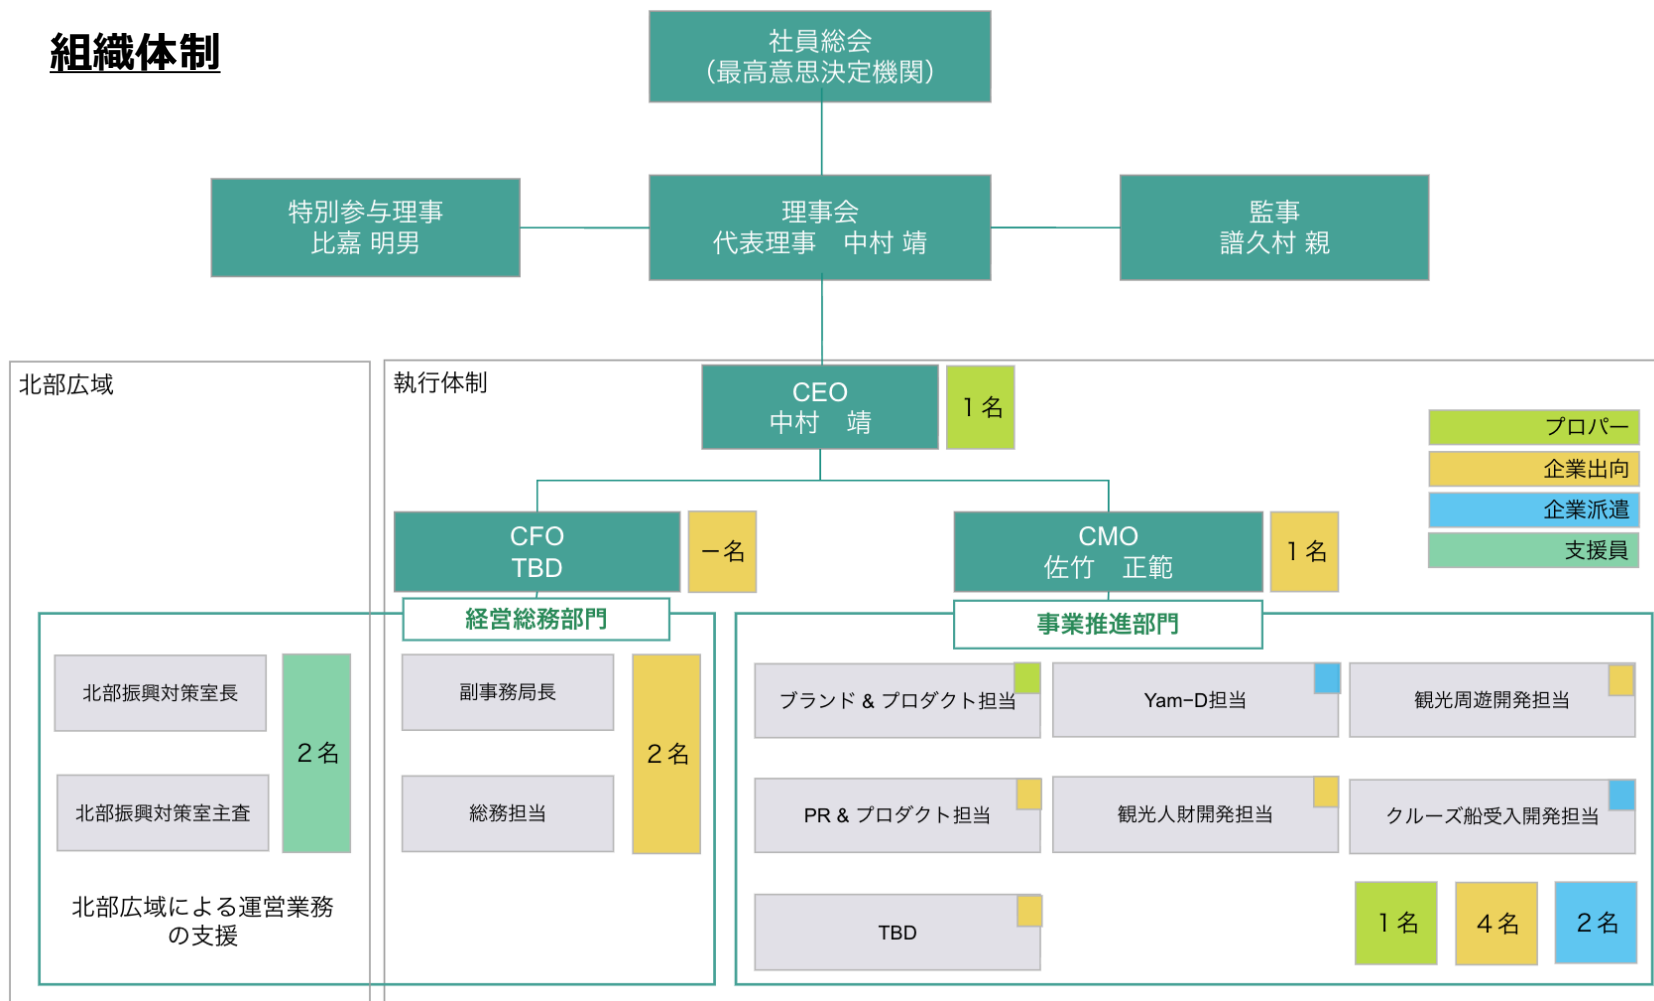 組織体制
社員総会
（最高意思決定機関）
特別参与理事
比嘉 明男
理事会
代表理事　中村 靖
監事
譜久村 親
北部広域
執行体制
CEO
中村　靖
1名
プロパー
企業出向
企業派遣
支援員
CFO
TBD
－名
CMO
佐竹　正範
1名
経営総務部門
事業推進部門
北部振興対策室長
北部振興対策室主査
2名
北部広域による運営業務
の支援
副事務局長
総務担当
2名
ブランド & プロダクト担当
Yam−D担当
観光周遊開発担当
PR & プロダクト担当
観光人財開発担当
クルーズ船受入開発担当
TBD
1名
4名
2名